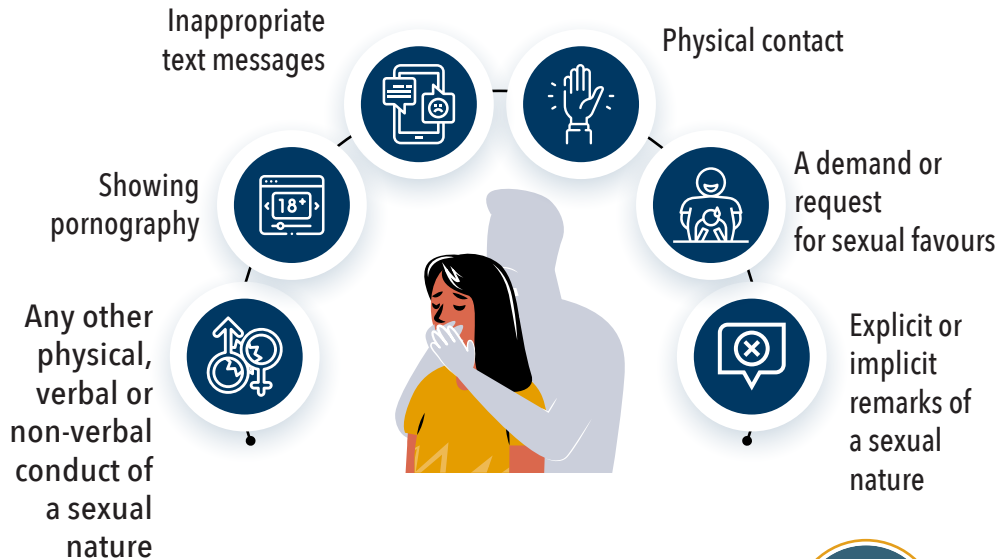 Inappropriate
text messages
Physical contact
Showing
pornography
18+
A demand or
request
for sexual favours
Any other
physical,
verbal or
non-verbal
conduct of
a sexual
nature
Explicit or
implicit
remarks of
a sexual
nature